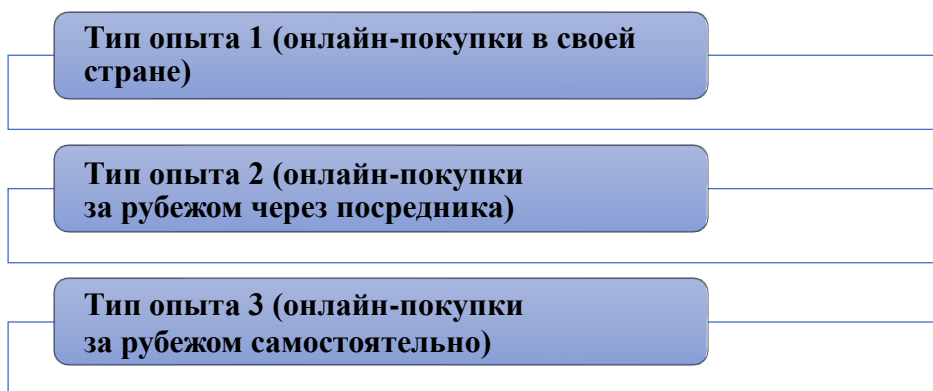 Тип опыта 1 (онлайн-покупки в своей
стране)
Тип опыта 2 (онлайн-покупки
за рубежом через посредника)
Тип опыта 3 (онлайн-покупки
за рубежом самостоятельно)